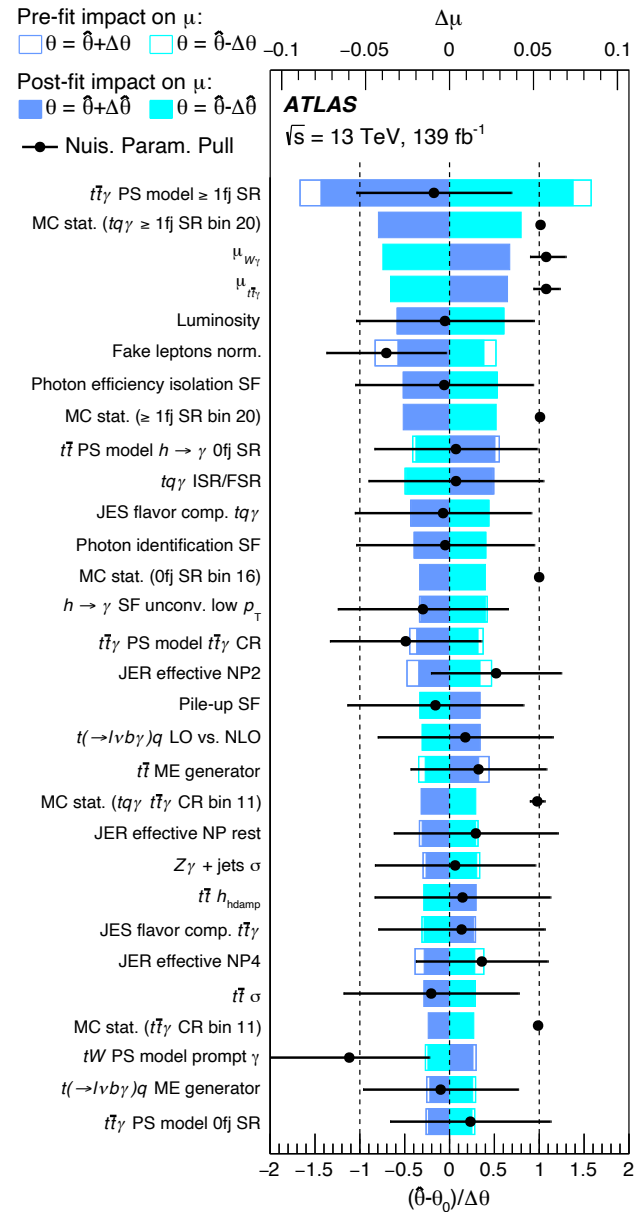 Pre-fit impact on μ:
θ = θ̂+Δθ θ = θ̂-Δθ
Post-fit impact on μ:
θ = θ̂+Δθ̂ θ = θ̂-Δθ̂
Nuis. Param. Pull
Δμ
-0.1 -0.05 0 0.05 0.1
ATLAS
√s = 13 TeV, 139 fb⁻¹
tt̄γ PS model ≥ 1fj SR
MC stat. (tqγ ≥ 1fj SR bin 20)
μ_Wγ
μ_tt̄γ
Luminosity
Fake leptons norm.
Photon efficiency isolation SF
MC stat. (≥ 1fj SR bin 20)
tt̄ PS model h → γ 0fj SR
tqγ ISR/FSR
JES flavor comp. tqγ
Photon identification SF
MC stat. (0fj SR bin 16)
h → γ SF unconv. low p_T
tt̄γ PS model tt̄γ CR
JER effective NP2
Pile-up SF
t(→lνbγ)q LO vs. NLO
tt̄ ME generator
MC stat. (tqγ tt̄γ CR bin 11)
JER effective NP rest
Zγ + jets σ
tt̄ h_hdamp
JES flavor comp. tt̄γ
JER effective NP4
tt̄ σ
MC stat. (tt̄γ CR bin 11)
tW PS model prompt γ
t(→lνbγ)q ME generator
tt̄γ PS model 0fj SR
-2 -1.5 -1 -0.5 0 0.5 1 1.5 2
(θ̂-θ₀)/Δθ